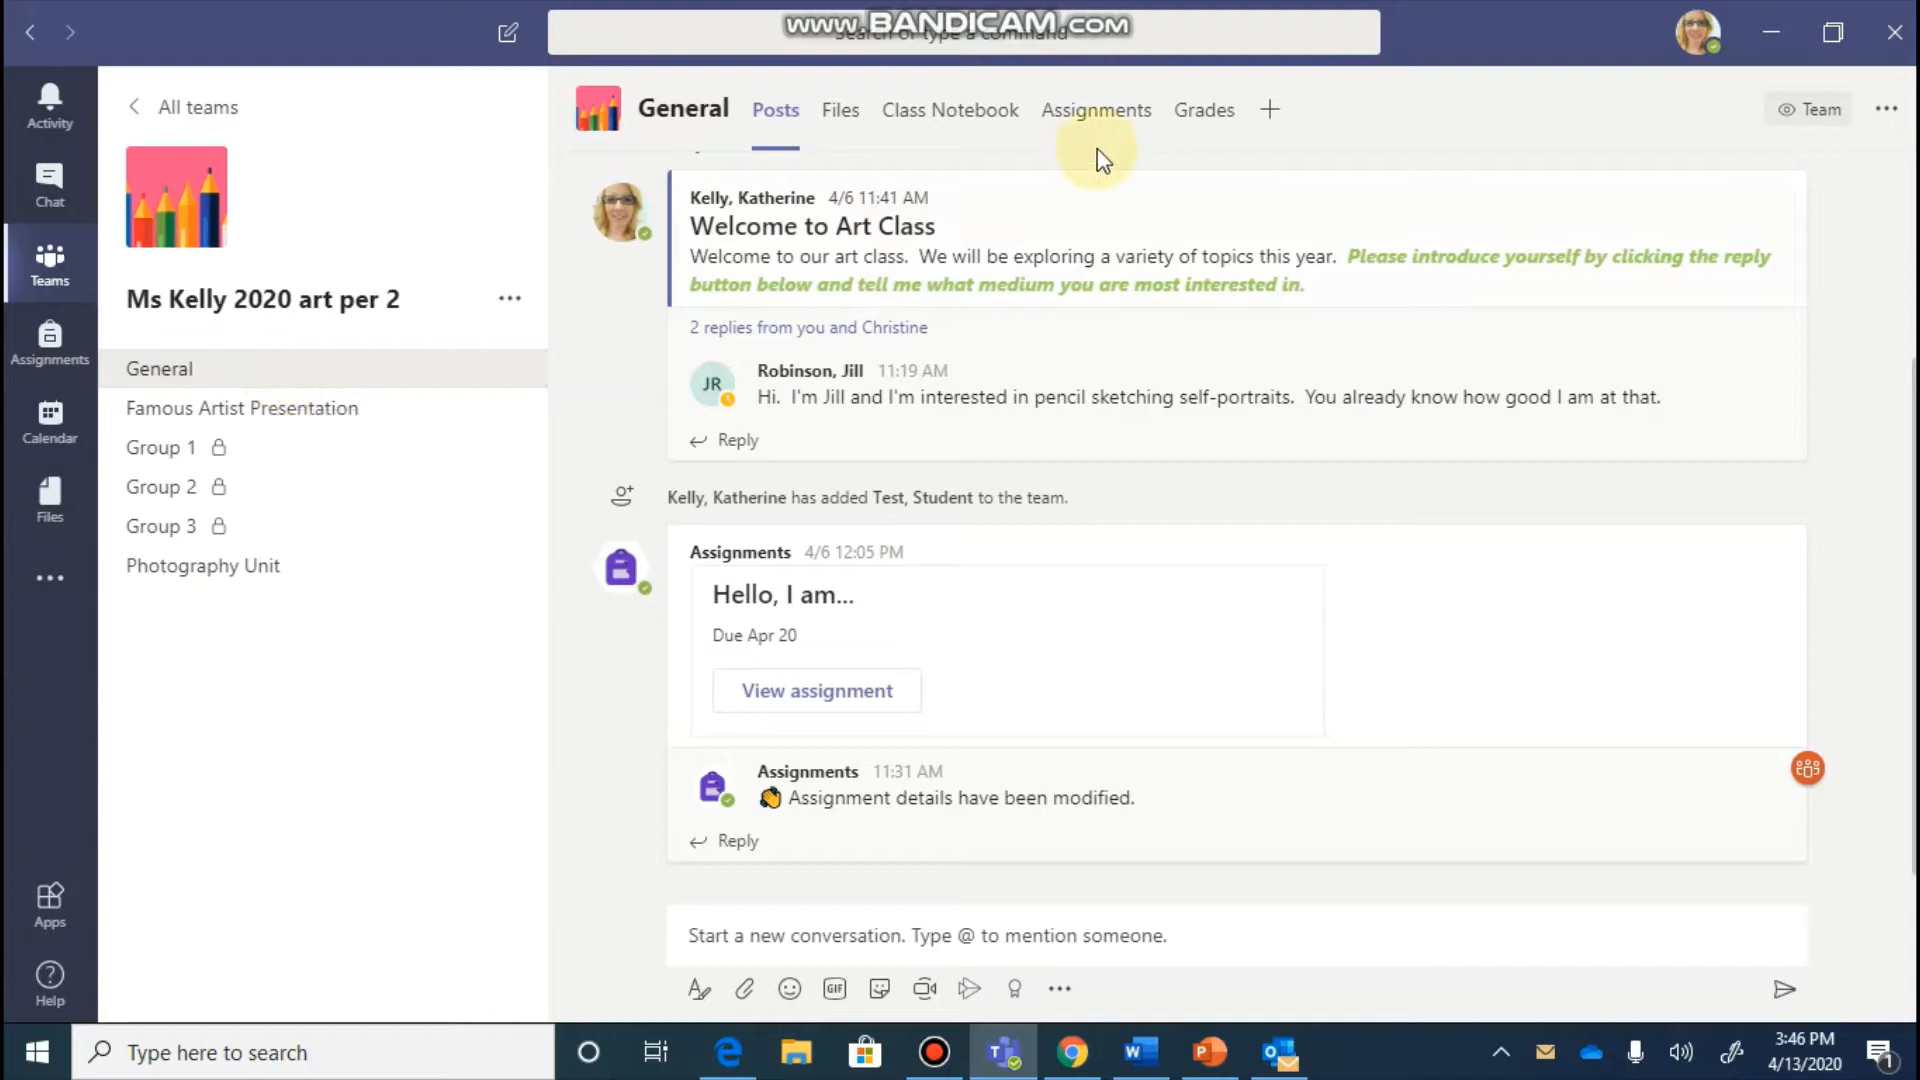 www.BANDICAM.com
Search or type a command
Activity
Chat
Teams
Assignments
Calendar
Files
Apps
Help
All teams
Ms Kelly 2020 art per 2
General
Famous Artist Presentation
Group 1
Group 2
Group 3
Photography Unit
General Posts Files Class Notebook Assignments Grades
Team
Kelly, Katherine 4/6 11:41 AM
Welcome to Art Class
Welcome to our art class. We will be exploring a variety of topics this year. Please introduce yourself by clicking the reply
button below and tell me what medium you are most interested in.
2 replies from you and Christine
JR
Robinson, Jill 11:19 AM
Hi. I'm Jill and I'm interested in pencil sketching self-portraits. You already know how good I am at that.
Reply
Kelly, Katherine has added Test, Student to the team.
Assignments 4/6 12:05 PM
Hello, I am...
Due Apr 20
View assignment
Assignments 11:31 AM
Assignment details have been modified.
Reply
Start a new conversation. Type @ to mention someone.
GIF
Type here to search
3:46 PM
4/13/2020
1